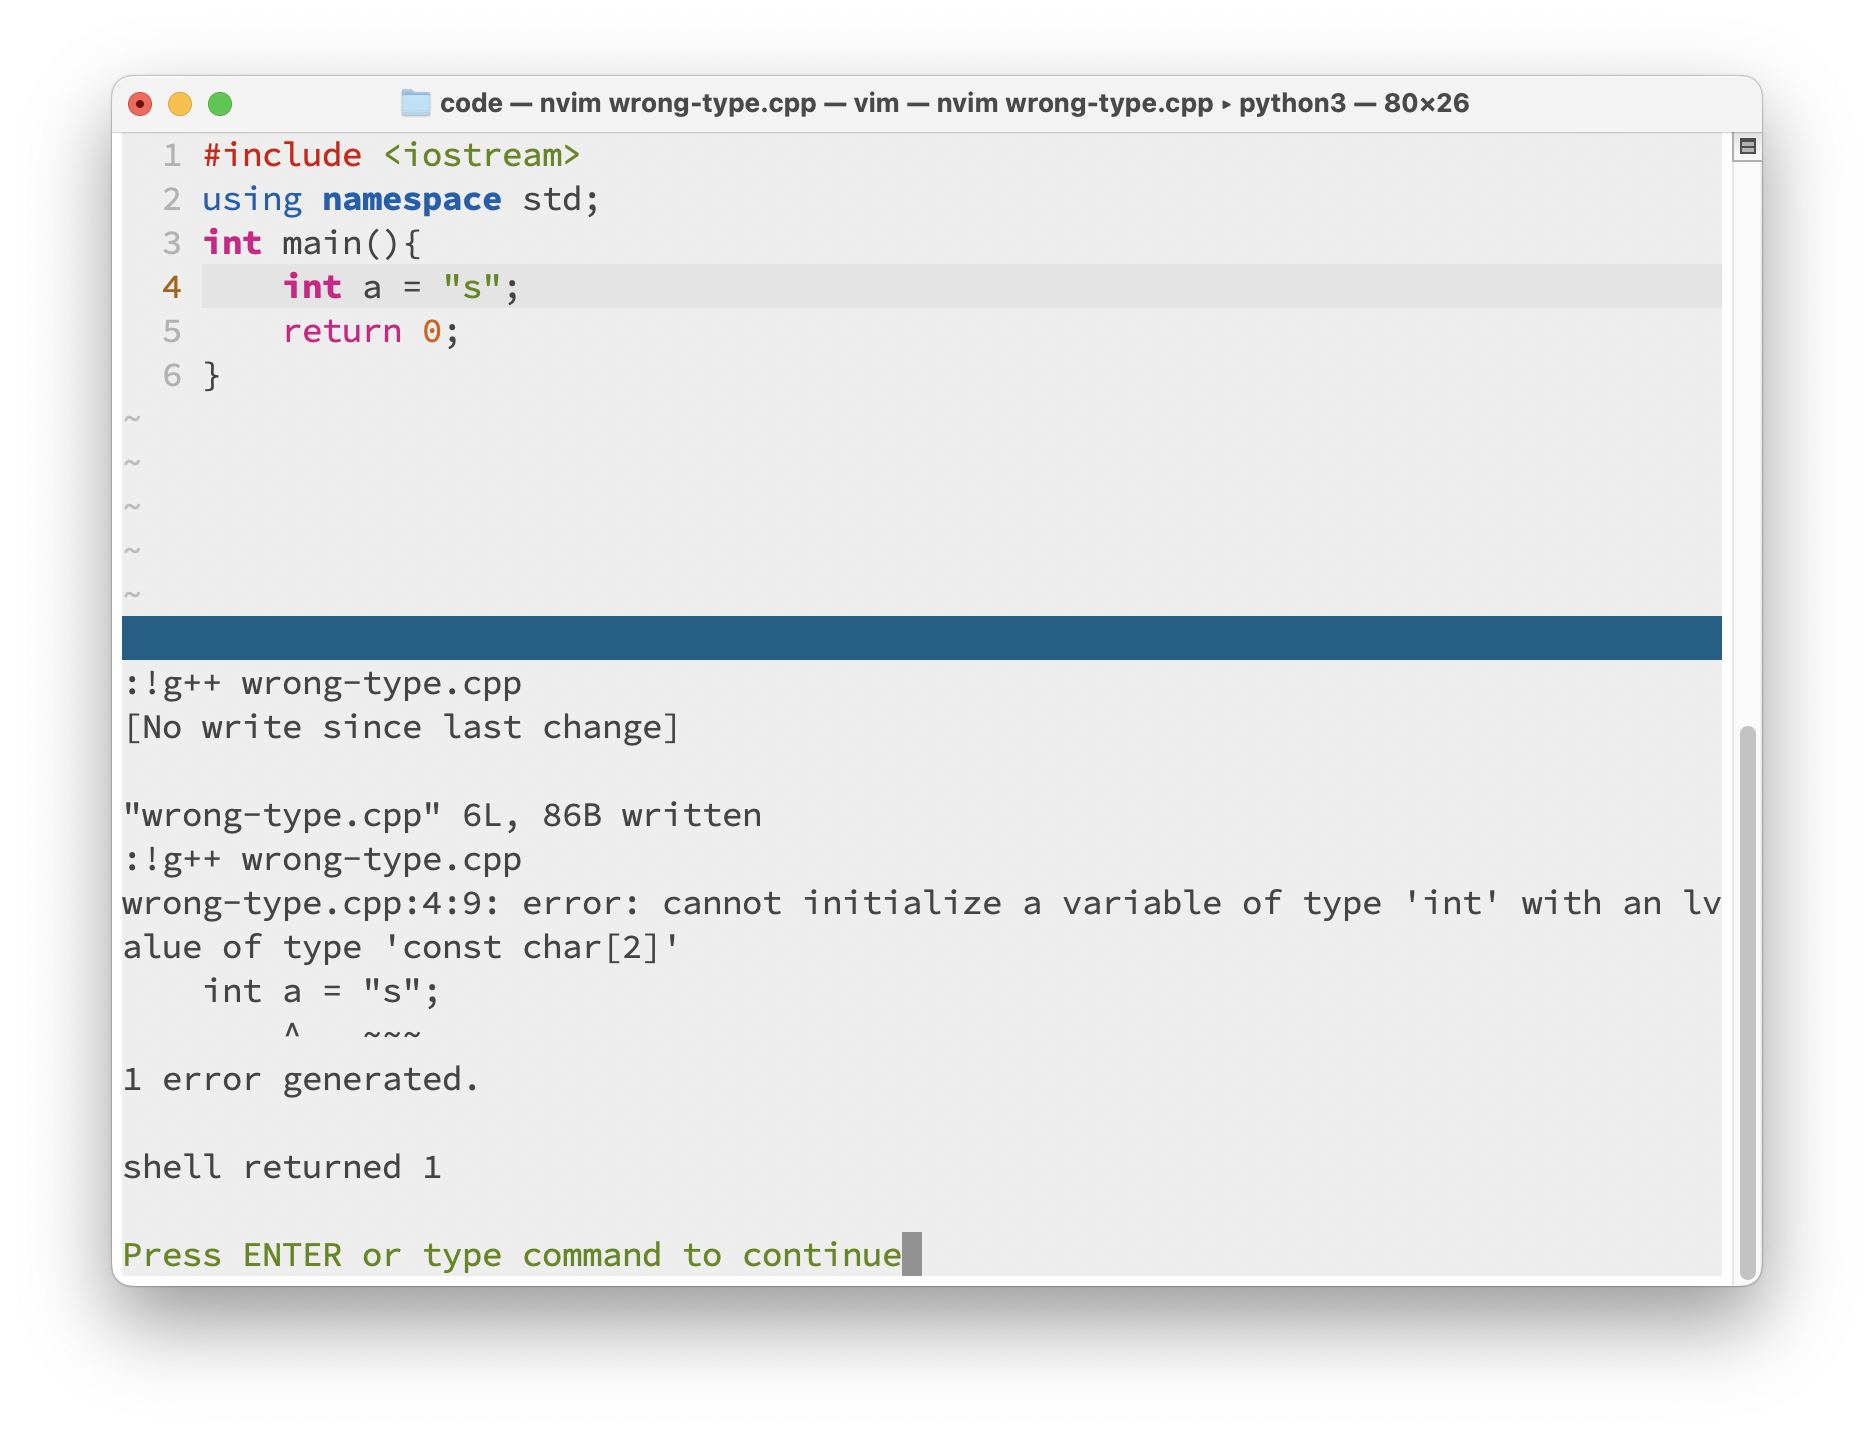 code — nvim wrong-type.cpp — vim — nvim wrong-type.cpp ▸ python3 — 80×26
1 #include <iostream>
2 using namespace std;
3 int main(){
4     int a = "s";
5     return 0;
6 }
~
~
~
~
~
:!g++ wrong-type.cpp
[No write since last change]
"wrong-type.cpp" 6L, 86B written
:!g++ wrong-type.cpp
wrong-type.cpp:4:9: error: cannot initialize a variable of type 'int' with an lv
alue of type 'const char[2]'
    int a = "s";
        ^   ~~~
1 error generated.
shell returned 1
Press ENTER or type command to continue